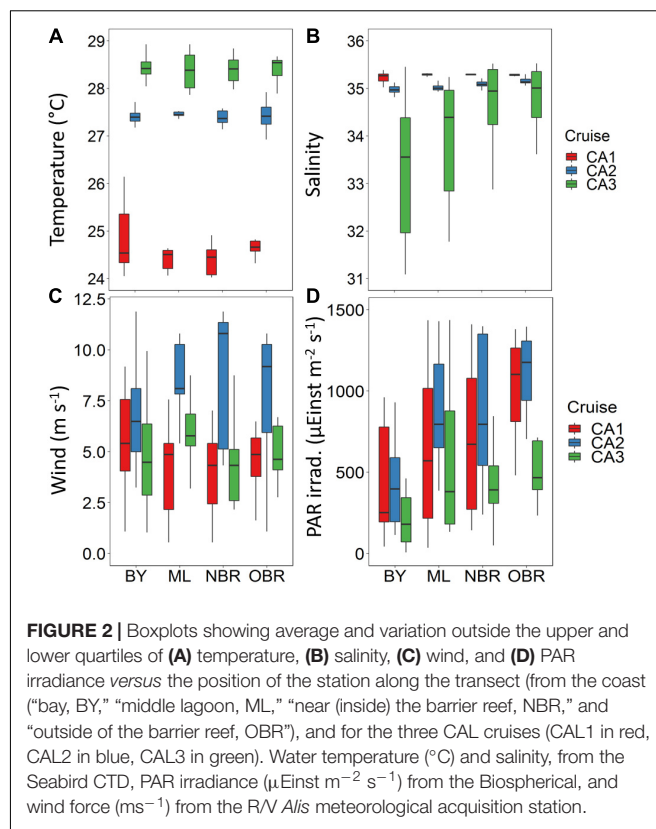 A
B
Temperature (°C)
29
28
27
26
25
24
Salinity
35
34
33
32
31
Cruise
CA1
CA2
CA3
C
D
Wind (m s⁻¹)
12.5
10.0
7.5
5.0
2.5
0.0
BY ML NBR OBR
PAR irrad. (µEinst m⁻² s⁻¹)
1500
1000
500
0
BY ML NBR OBR
Cruise
CA1
CA2
CA3
FIGURE 2 | Boxplots showing average and variation outside the upper and
lower quartiles of (A) temperature, (B) salinity, (C) wind, and (D) PAR
irradiance versus the position of the station along the transect (from the coast
(“bay, BY,” “middle lagoon, ML,” “near (inside) the barrier reef, NBR,” and
“outside of the barrier reef, OBR”), and for the three CAL cruises (CAL1 in red,
CAL2 in blue, CAL3 in green). Water temperature (°C) and salinity, from the
Seabird CTD, PAR irradiance (µEinst m⁻² s⁻¹) from the Biospherical, and
wind force (ms⁻¹) from the R/V Alis meteorological acquisition station.